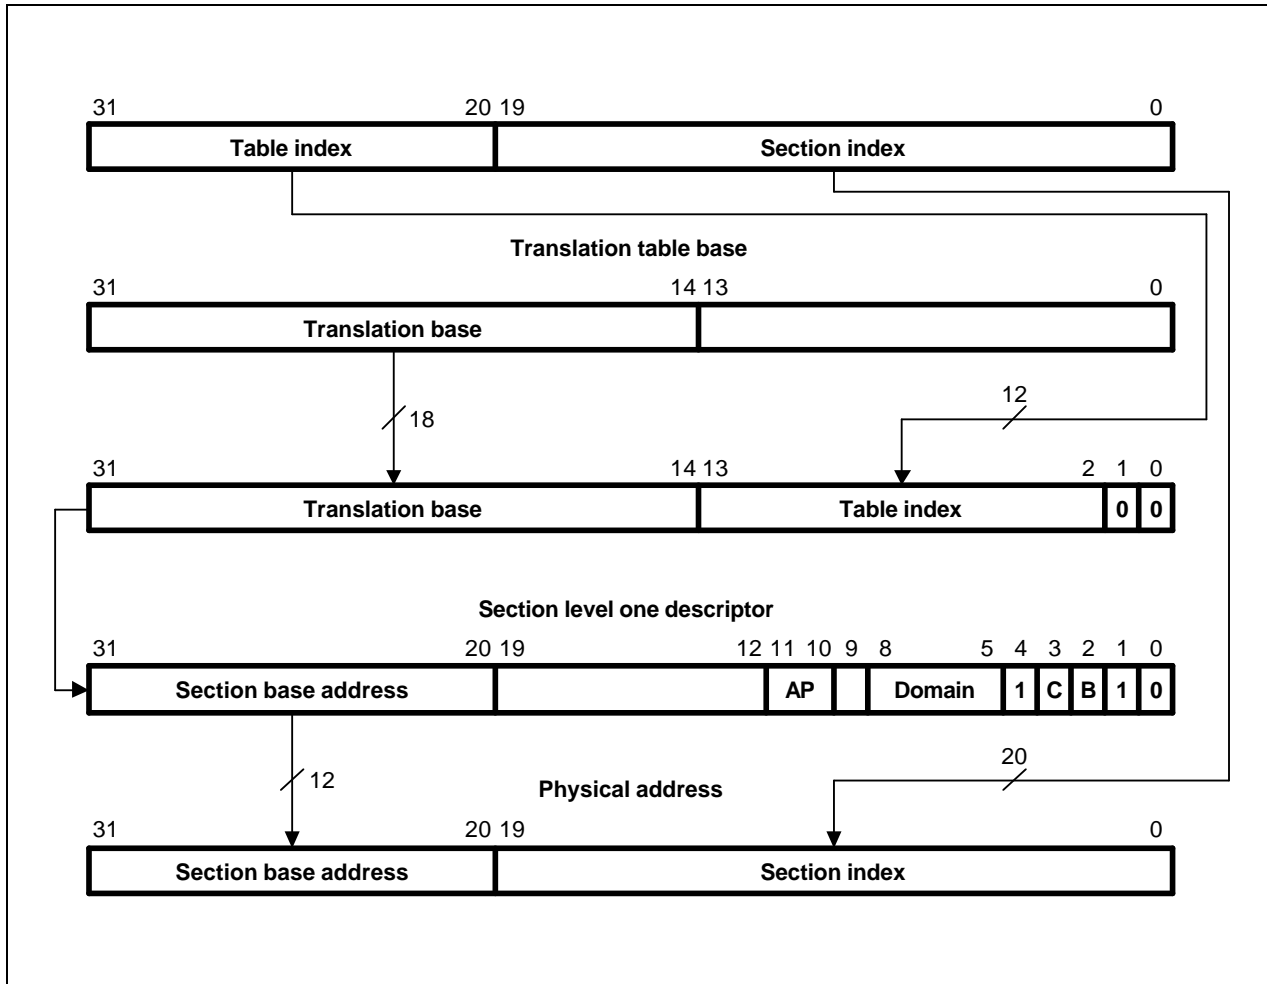 31 20 19 0
Table index Section index
Translation table base
31 14 13 0
Translation base
12
18
31 14 13 2 1 0
Translation base Table index 0 0
Section level one descriptor
31 20 19 12 11 10 9 8 5 4 3 2 1 0
Section base address AP Domain 1 C B 1 0
20
12
Physical address
31 20 19 0
Section base address Section index